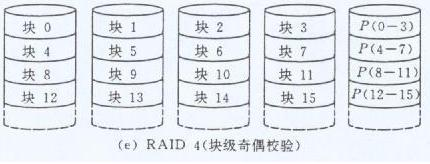 块 0 块 1 块 2 块 3 P(0—3)
块 4 块 5 块 6 块 7 P(4—7)
块 8 块 9 块 10 块 11 P(8—11)
块 12 块 13 块 14 块 15 P(12—15)
(e) RAID 4(块级奇偶校验)